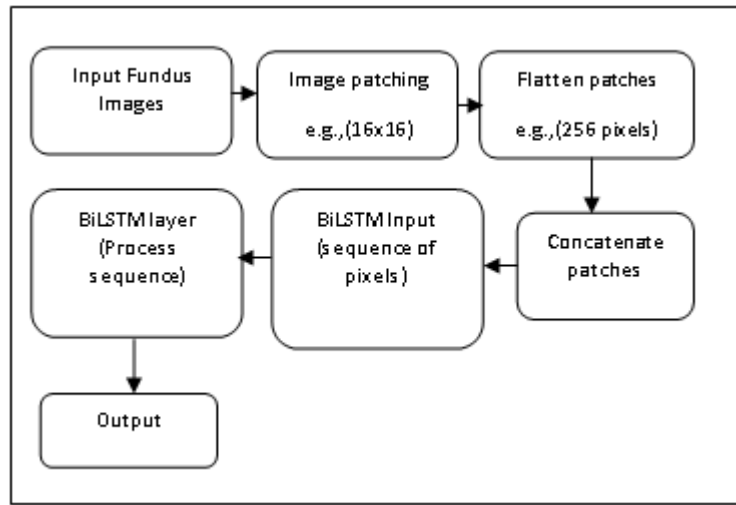 Input Fundus
Images
Image patching
e.g.,(16x16)
Flatten patches
e.g.,(256 pixels)
Concatenate
patches
BiLSTM Input
(sequence of
pixels)
BiLSTM layer
(Process
sequence)
Output